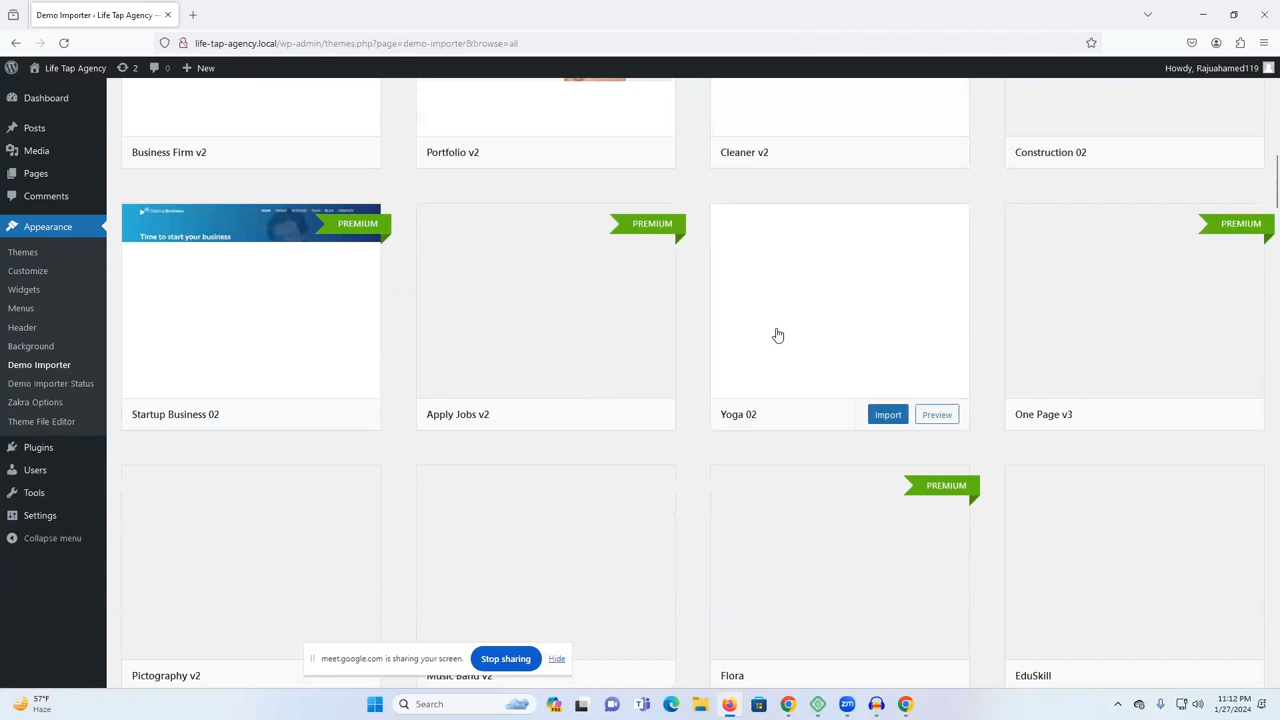 Demo Importer ‹ Life Tap Agency —
life-tap-agency.local/wp-admin/themes.php?page=demo-importer&browse=all
Life Tap Agency
2
0
New
Howdy, Rajuahamed119
Dashboard
Posts
Media
Pages
Comments
Appearance
Themes
Customize
Widgets
Menus
Header
Background
Demo Importer
Demo Importer Status
Zakra Options
Theme File Editor
Plugins
Users
Tools
Settings
Collapse menu
Business Firm v2
Portfolio v2
Cleaner v2
Construction 02
PREMIUM
Time to start your business
PREMIUM
PREMIUM
Startup Business 02
Apply Jobs v2
Yoga 02
Import
Preview
One Page v3
PREMIUM
Pictography v2
Music Band v2
Flora
EduSkill
meet.google.com is sharing your screen.
Stop sharing
Hide
57°F
Haze
Search
11:12 PM
1/27/2024